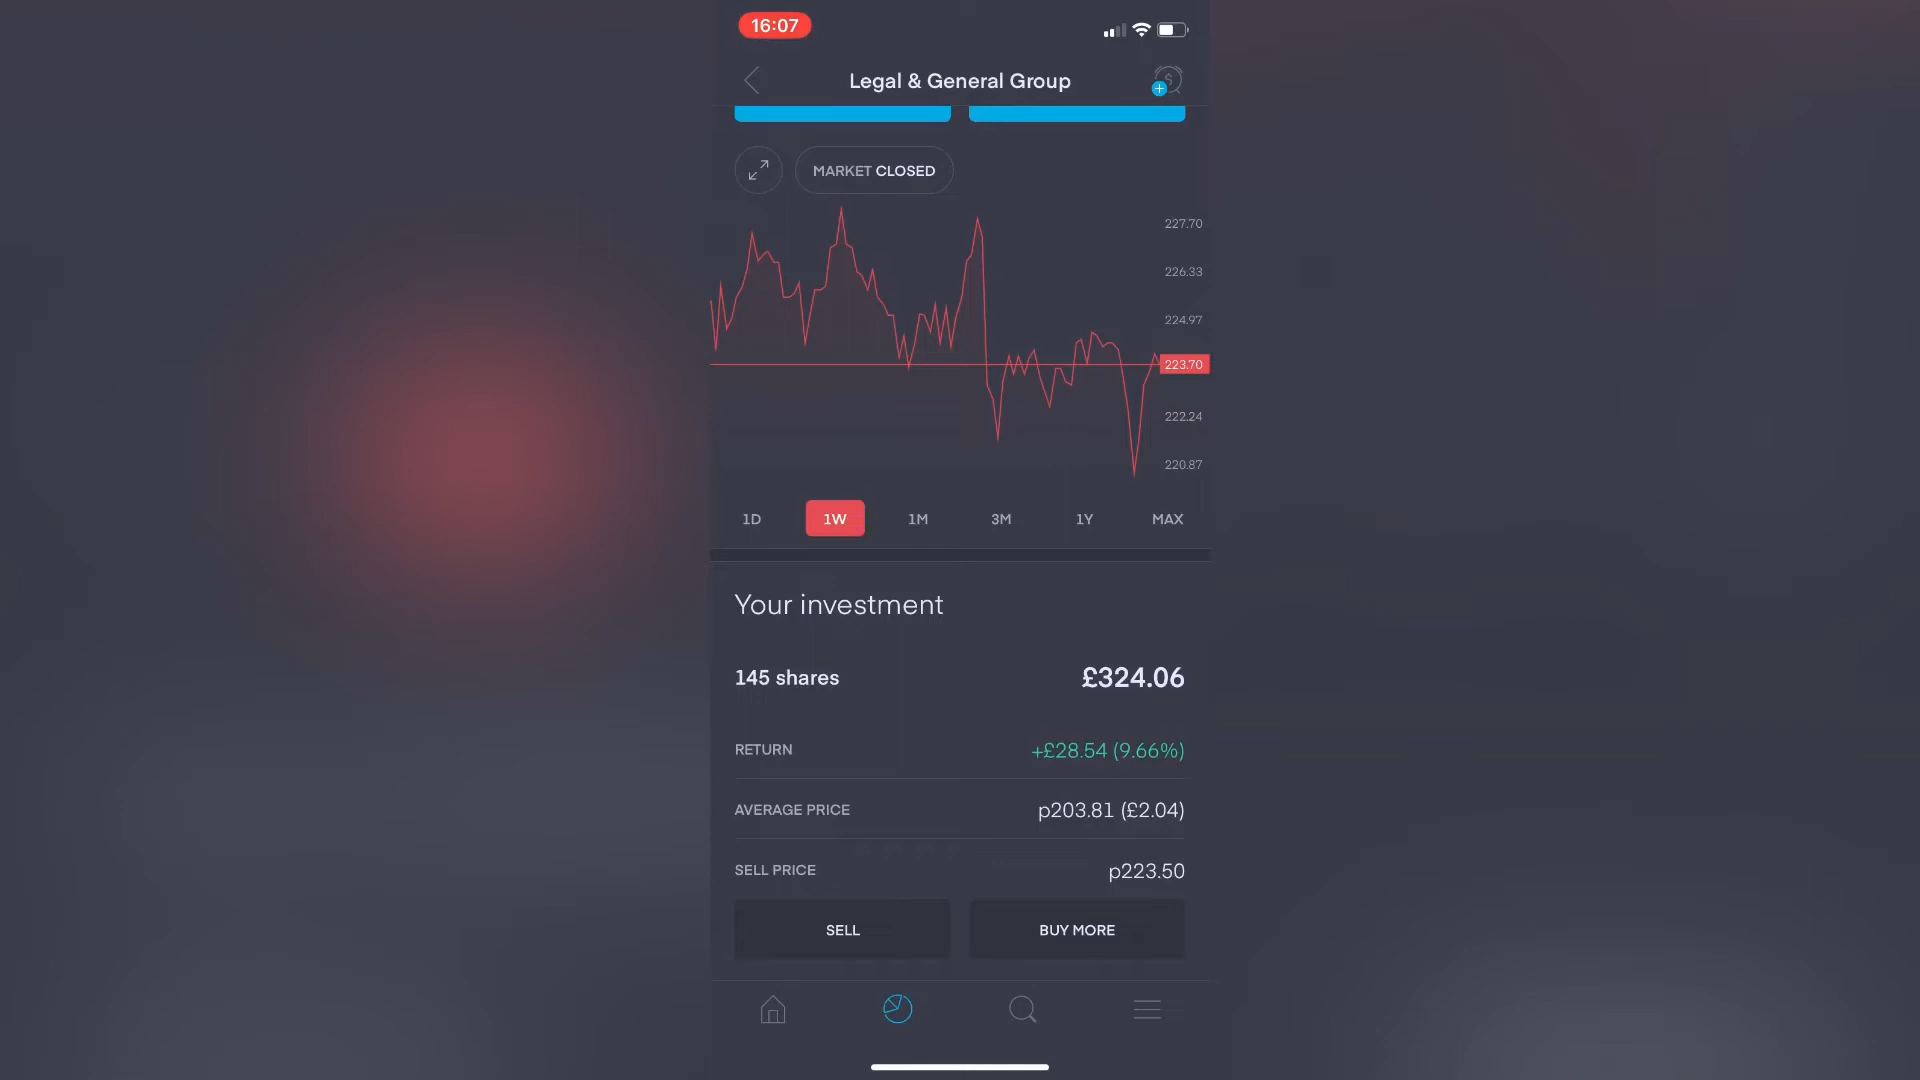 16:07
Legal & General Group
MARKET CLOSED
227.70
226.33
224.97
223.70
222.24
220.87
1D 1W 1M 3M 1Y MAX
Your investment
145 shares £324.06
RETURN +£28.54 (9.66%)
AVERAGE PRICE p203.81 (£2.04)
SELL PRICE p223.50
SELL BUY MORE